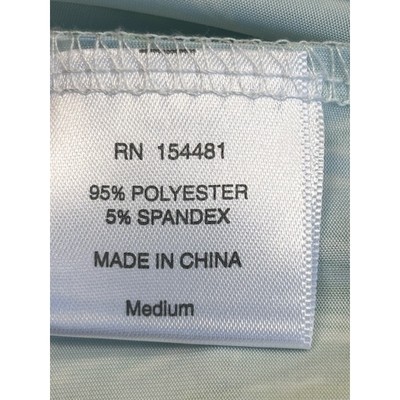 RN 154481
95% POLYESTER
5% SPANDEX
MADE IN CHINA
Medium